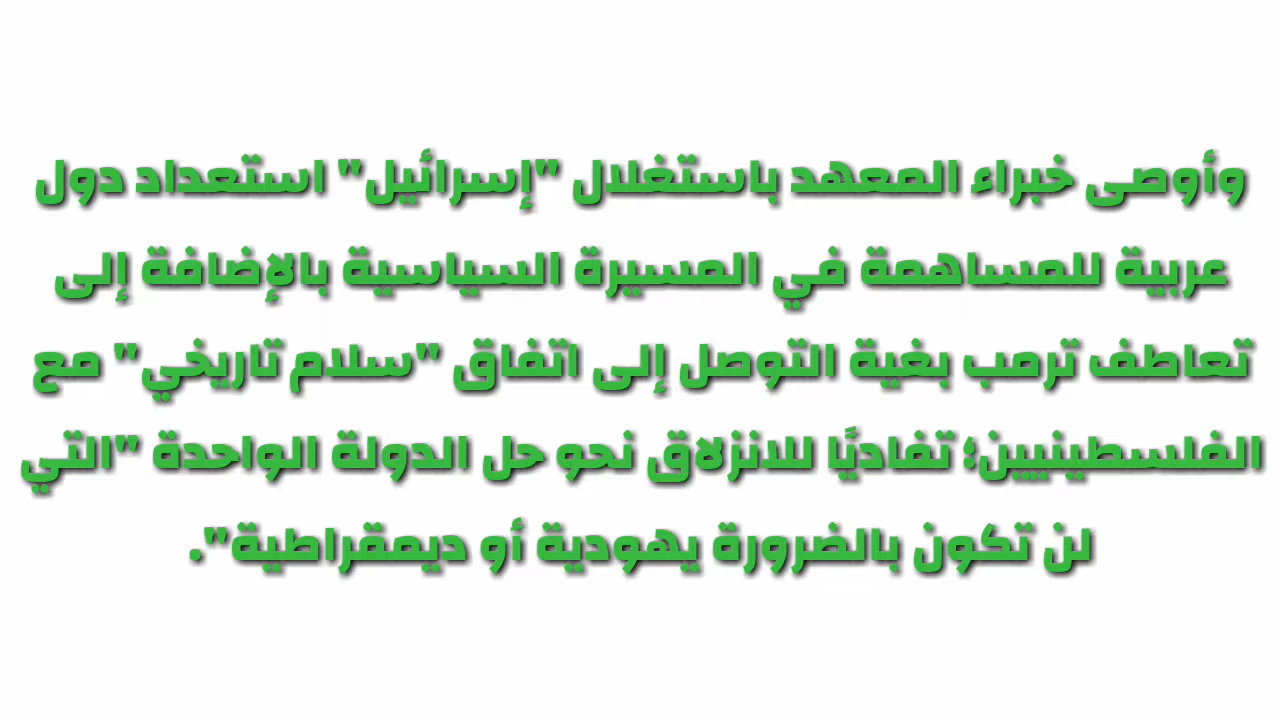 وأوصى خبراء المعهد باستغلال "إسرائيل" استعداد دول
عربية للمساهمة في المسيرة السياسية بالإضافة إلى
تعاطف ترمب بغية التوصل إلى اتفاق "سلام تاريخي" مع
الفلسطينيين؛ تفاديًا للانزلاق نحو حل الدولة الواحدة "التي
لن تكون بالضرورة يهودية أو ديمقراطية".